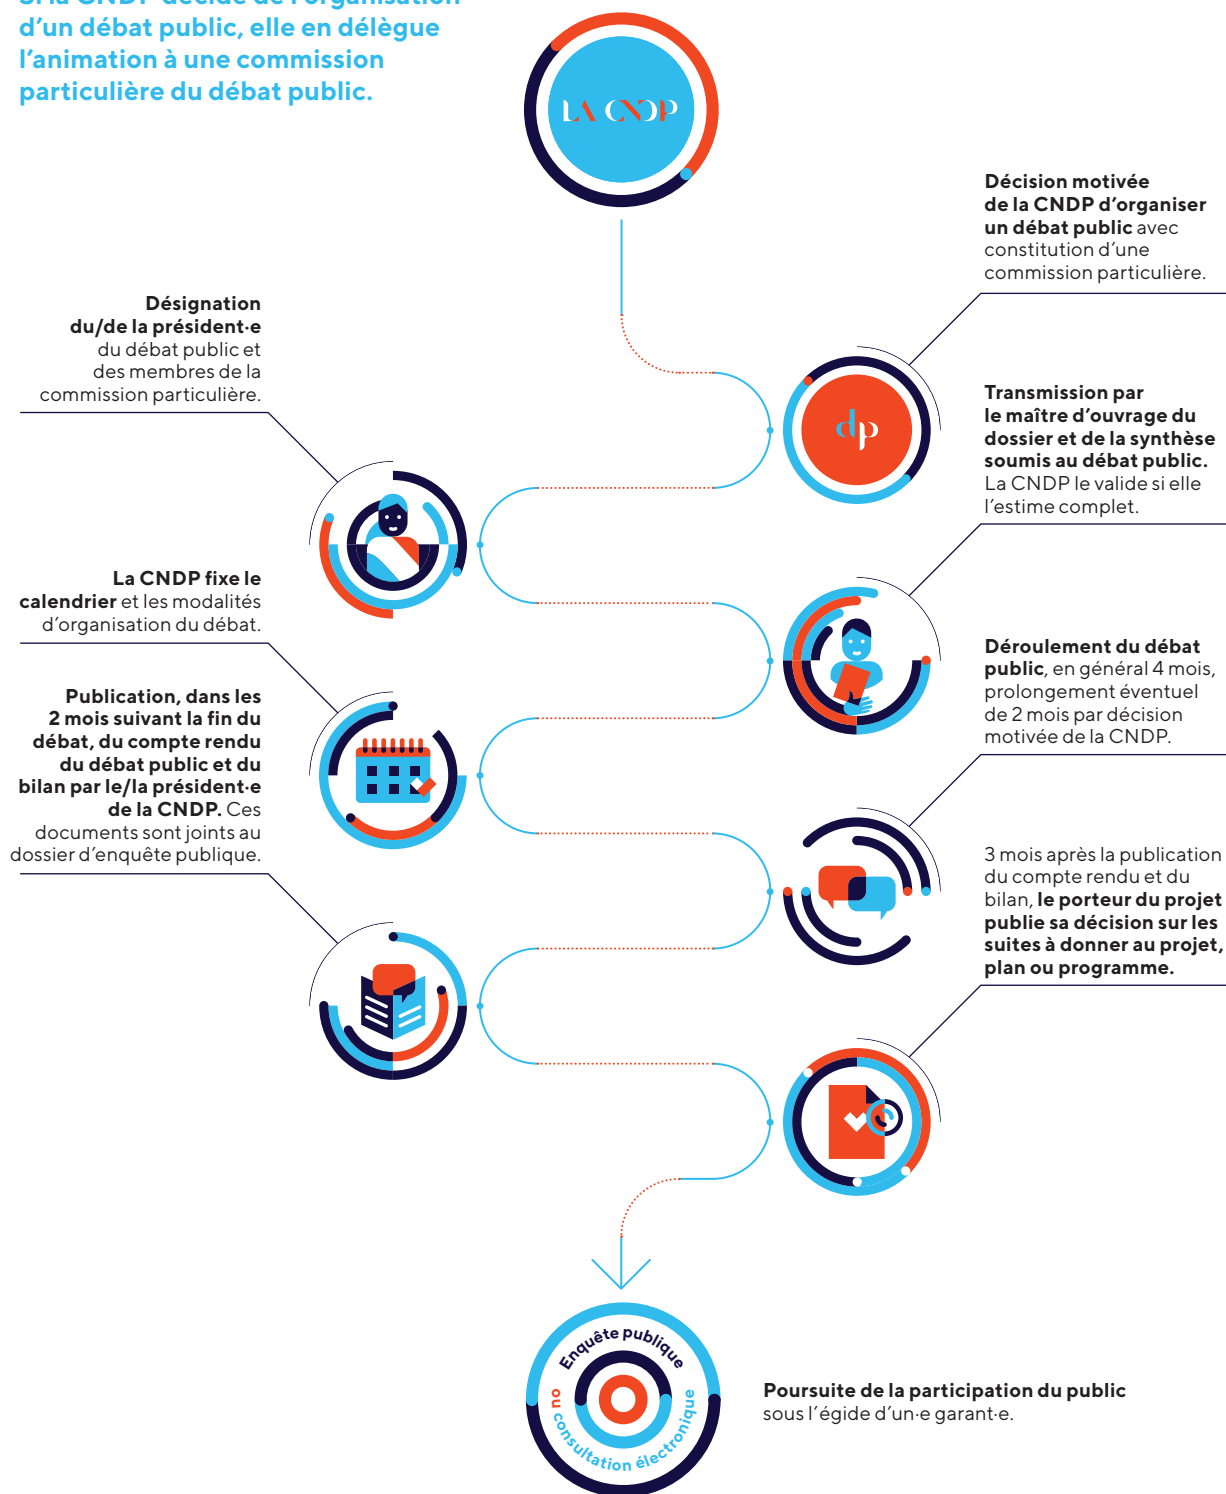 Si la CNDP décide de l’organisation
d’un débat public, elle en délègue
l’animation à une commission
particulière du débat public.
LA CNDP
Décision motivée
de la CNDP d’organiser
un débat public avec
constitution d’une
commission particulière.
dp
Désignation
du/de la président·e
du débat public et
des membres de la
commission particulière.
Transmission par
le maître d’ouvrage du
dossier et de la synthèse
soumis au débat public.
La CNDP le valide si elle
l’estime complet.
La CNDP fixe le
calendrier et les modalités
d’organisation du débat.
Déroulement du débat
public, en général 4 mois,
prolongement éventuel
de 2 mois par décision
motivée de la CNDP.
Publication, dans les
2 mois suivant la fin du
débat, du compte rendu
du débat public et du
bilan par le/la président·e
de la CNDP. Ces
documents sont joints au
dossier d’enquête publique.
3 mois après la publication
du compte rendu et du
bilan, le porteur du projet
publie sa décision sur les
suites à donner au projet,
plan ou programme.
Enquête publique
ou
consultation électronique
Poursuite de la participation du public
sous l’égide d’un·e garant·e.